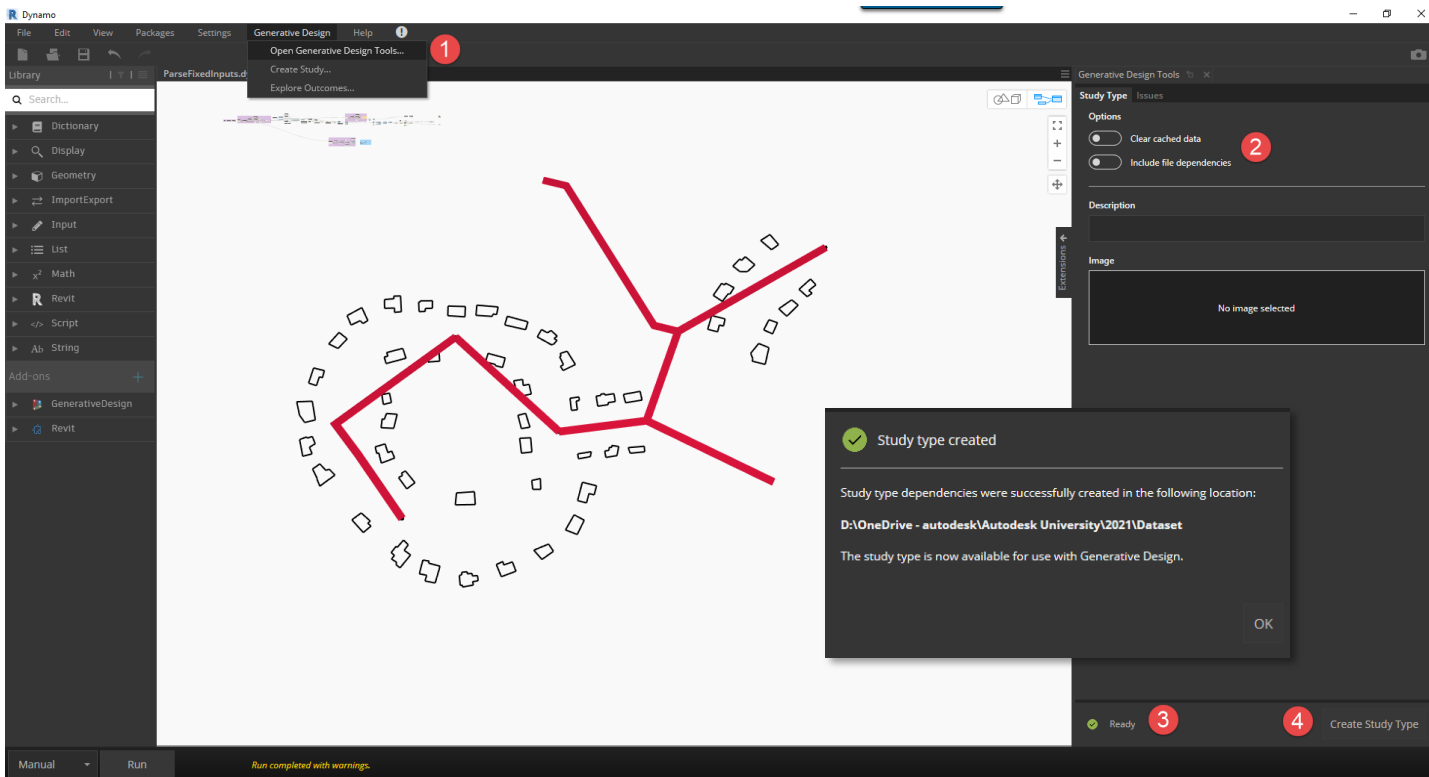 R Dynamo
File Edit View Packages Settings Generative Design Help !
Open Generative Design Tools...
1
Create Study...
Explore Outcomes...
Library
ParseFixedInputs.dy
Search...
Dictionary
Display
Geometry
ImportExport
Input
List
x² Math
R Revit
</> Script
Ab String
Add-ons +
GenerativeDesign
Revit
Extensions
Generative Design Tools
Study Type Issues
Options
Clear cached data
2
Include file dependencies
Description
Image
No image selected
Study type created
Study type dependencies were successfully created in the following location:
D:\OneDrive - autodesk\Autodesk University\2021\Dataset
The study type is now available for use with Generative Design.
OK
Ready 3 4 Create Study Type
Manual Run Run completed with warnings.